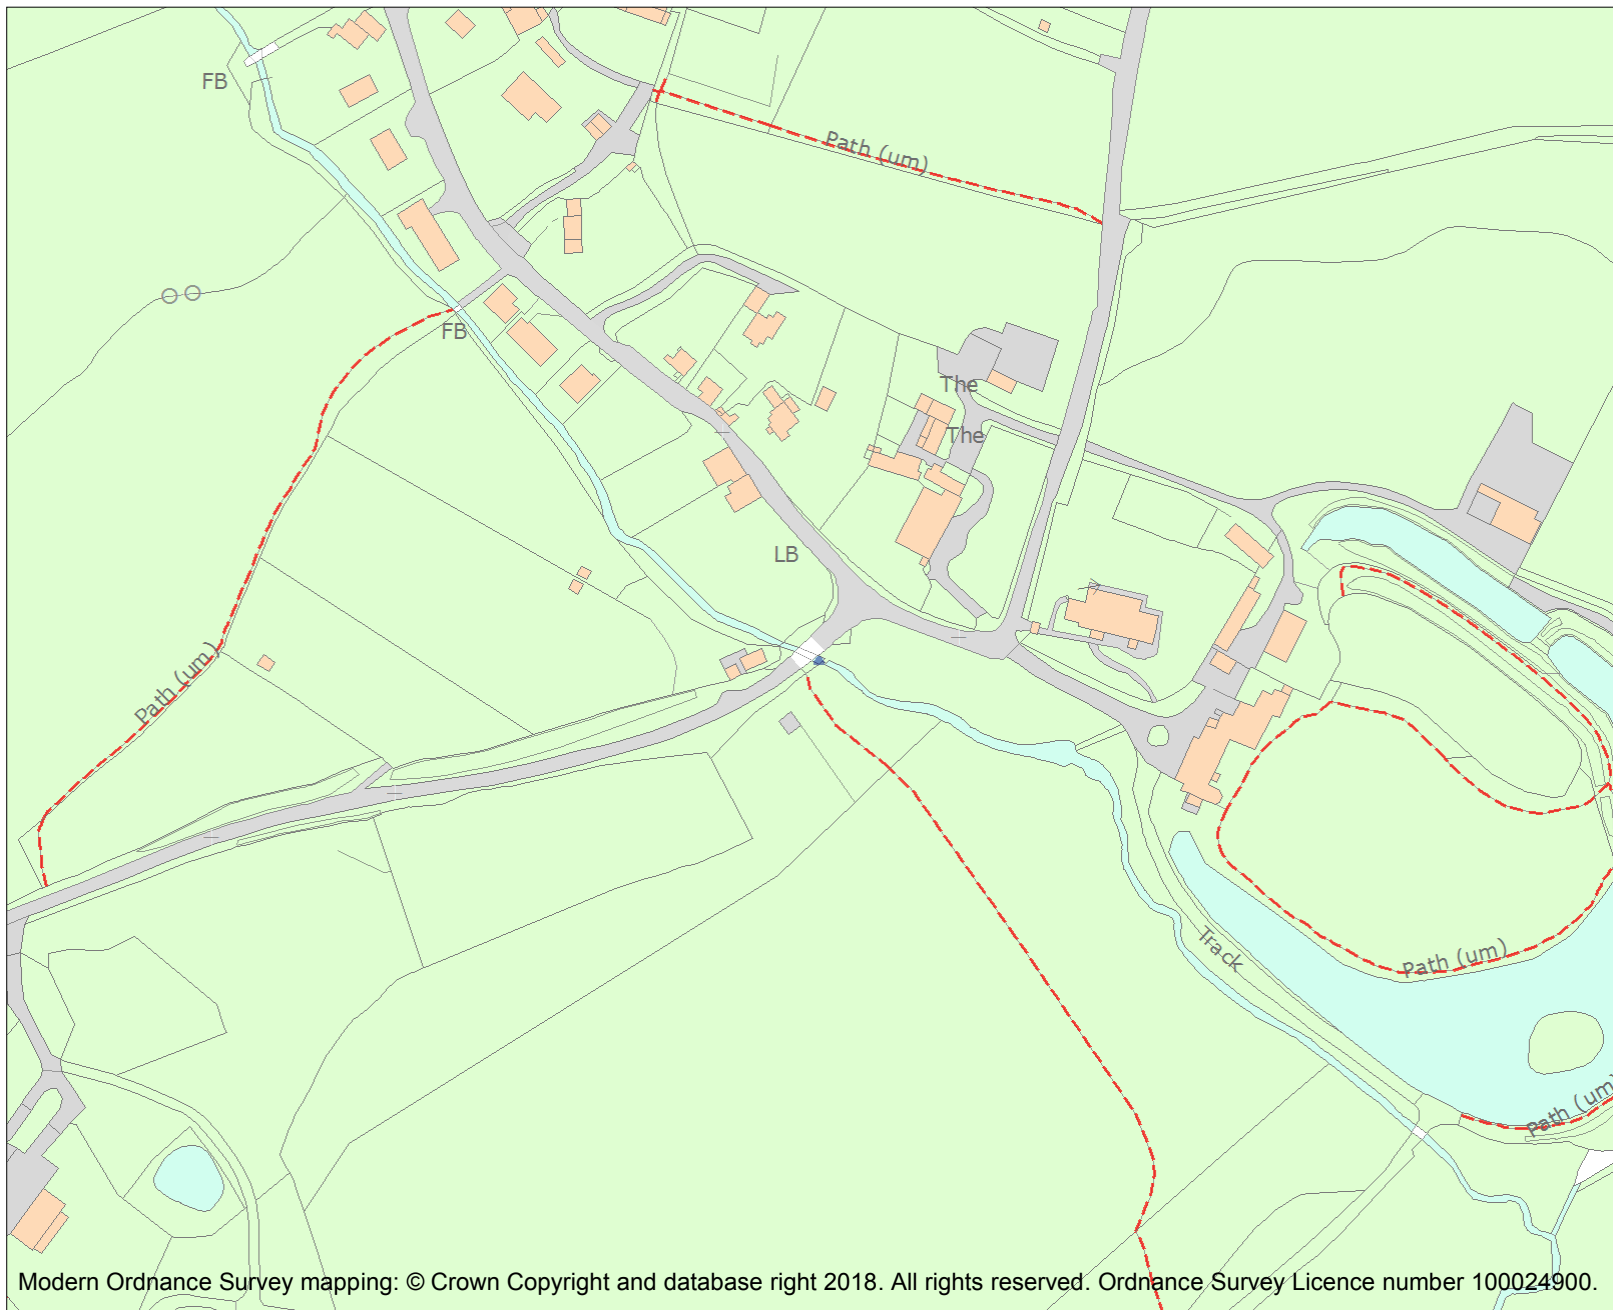 FB
Path (um)
FB
The
The
LB
Path (um)
Track
Path (um)
Path (um)
Modern Ordnance Survey mapping: © Crown Copyright and database right 2018. All rights reserved. Ordnance Survey Licence number 100024900.